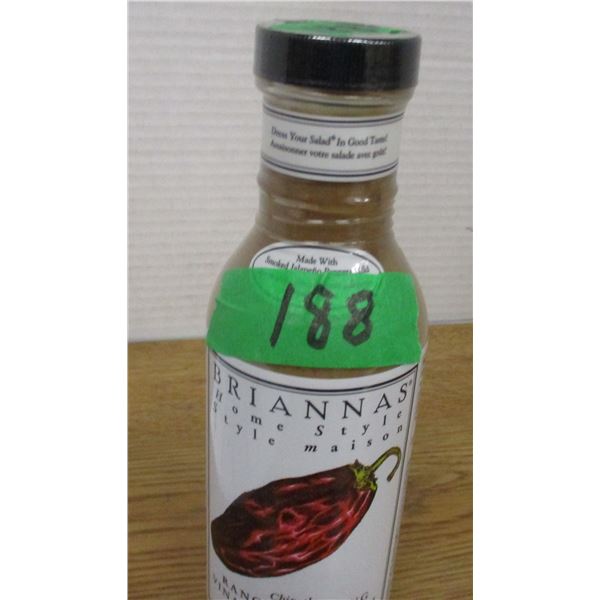 Dress Your Salad® In Good Taste!
Assaisonner votre salade avec goût!
Made With
Smoked Jalapeño
188
BRIANNAS®
Home Style
Style maison